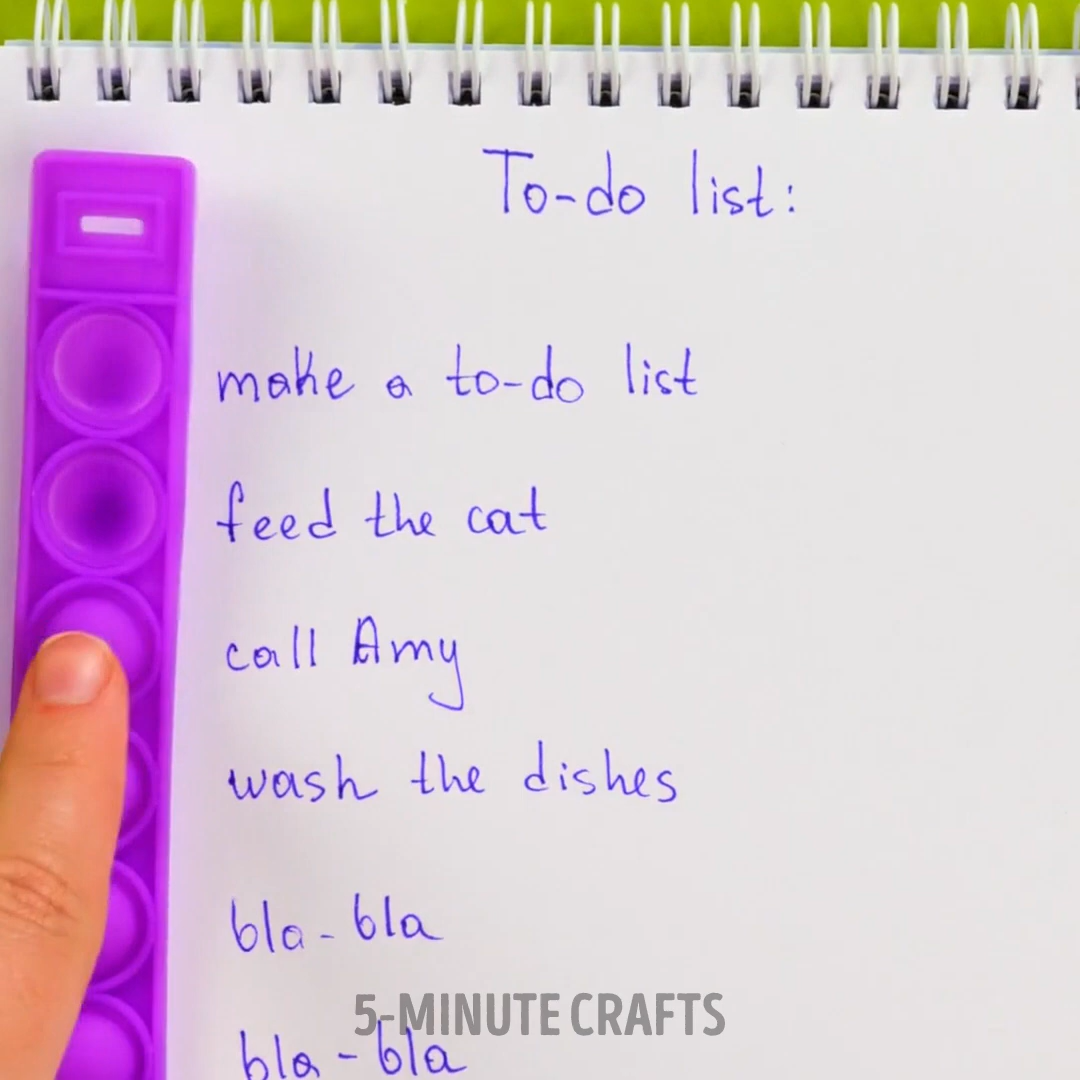 To-do list:
make a to-do list
feed the cat
call Amy
wash the dishes
bla-bla
5-MINUTE CRAFTS
bla-bla